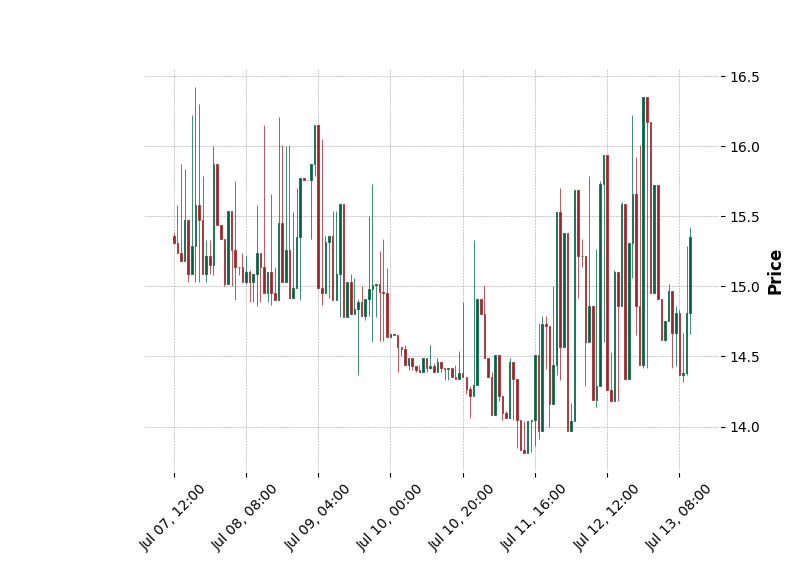 16.5
16.0
15.5
15.0
14.5
14.0
Price
Jul 07, 12:00
Jul 08, 08:00
Jul 09, 04:00
Jul 10, 00:00
Jul 10, 20:00
Jul 11, 16:00
Jul 12, 12:00
Jul 13, 08:00